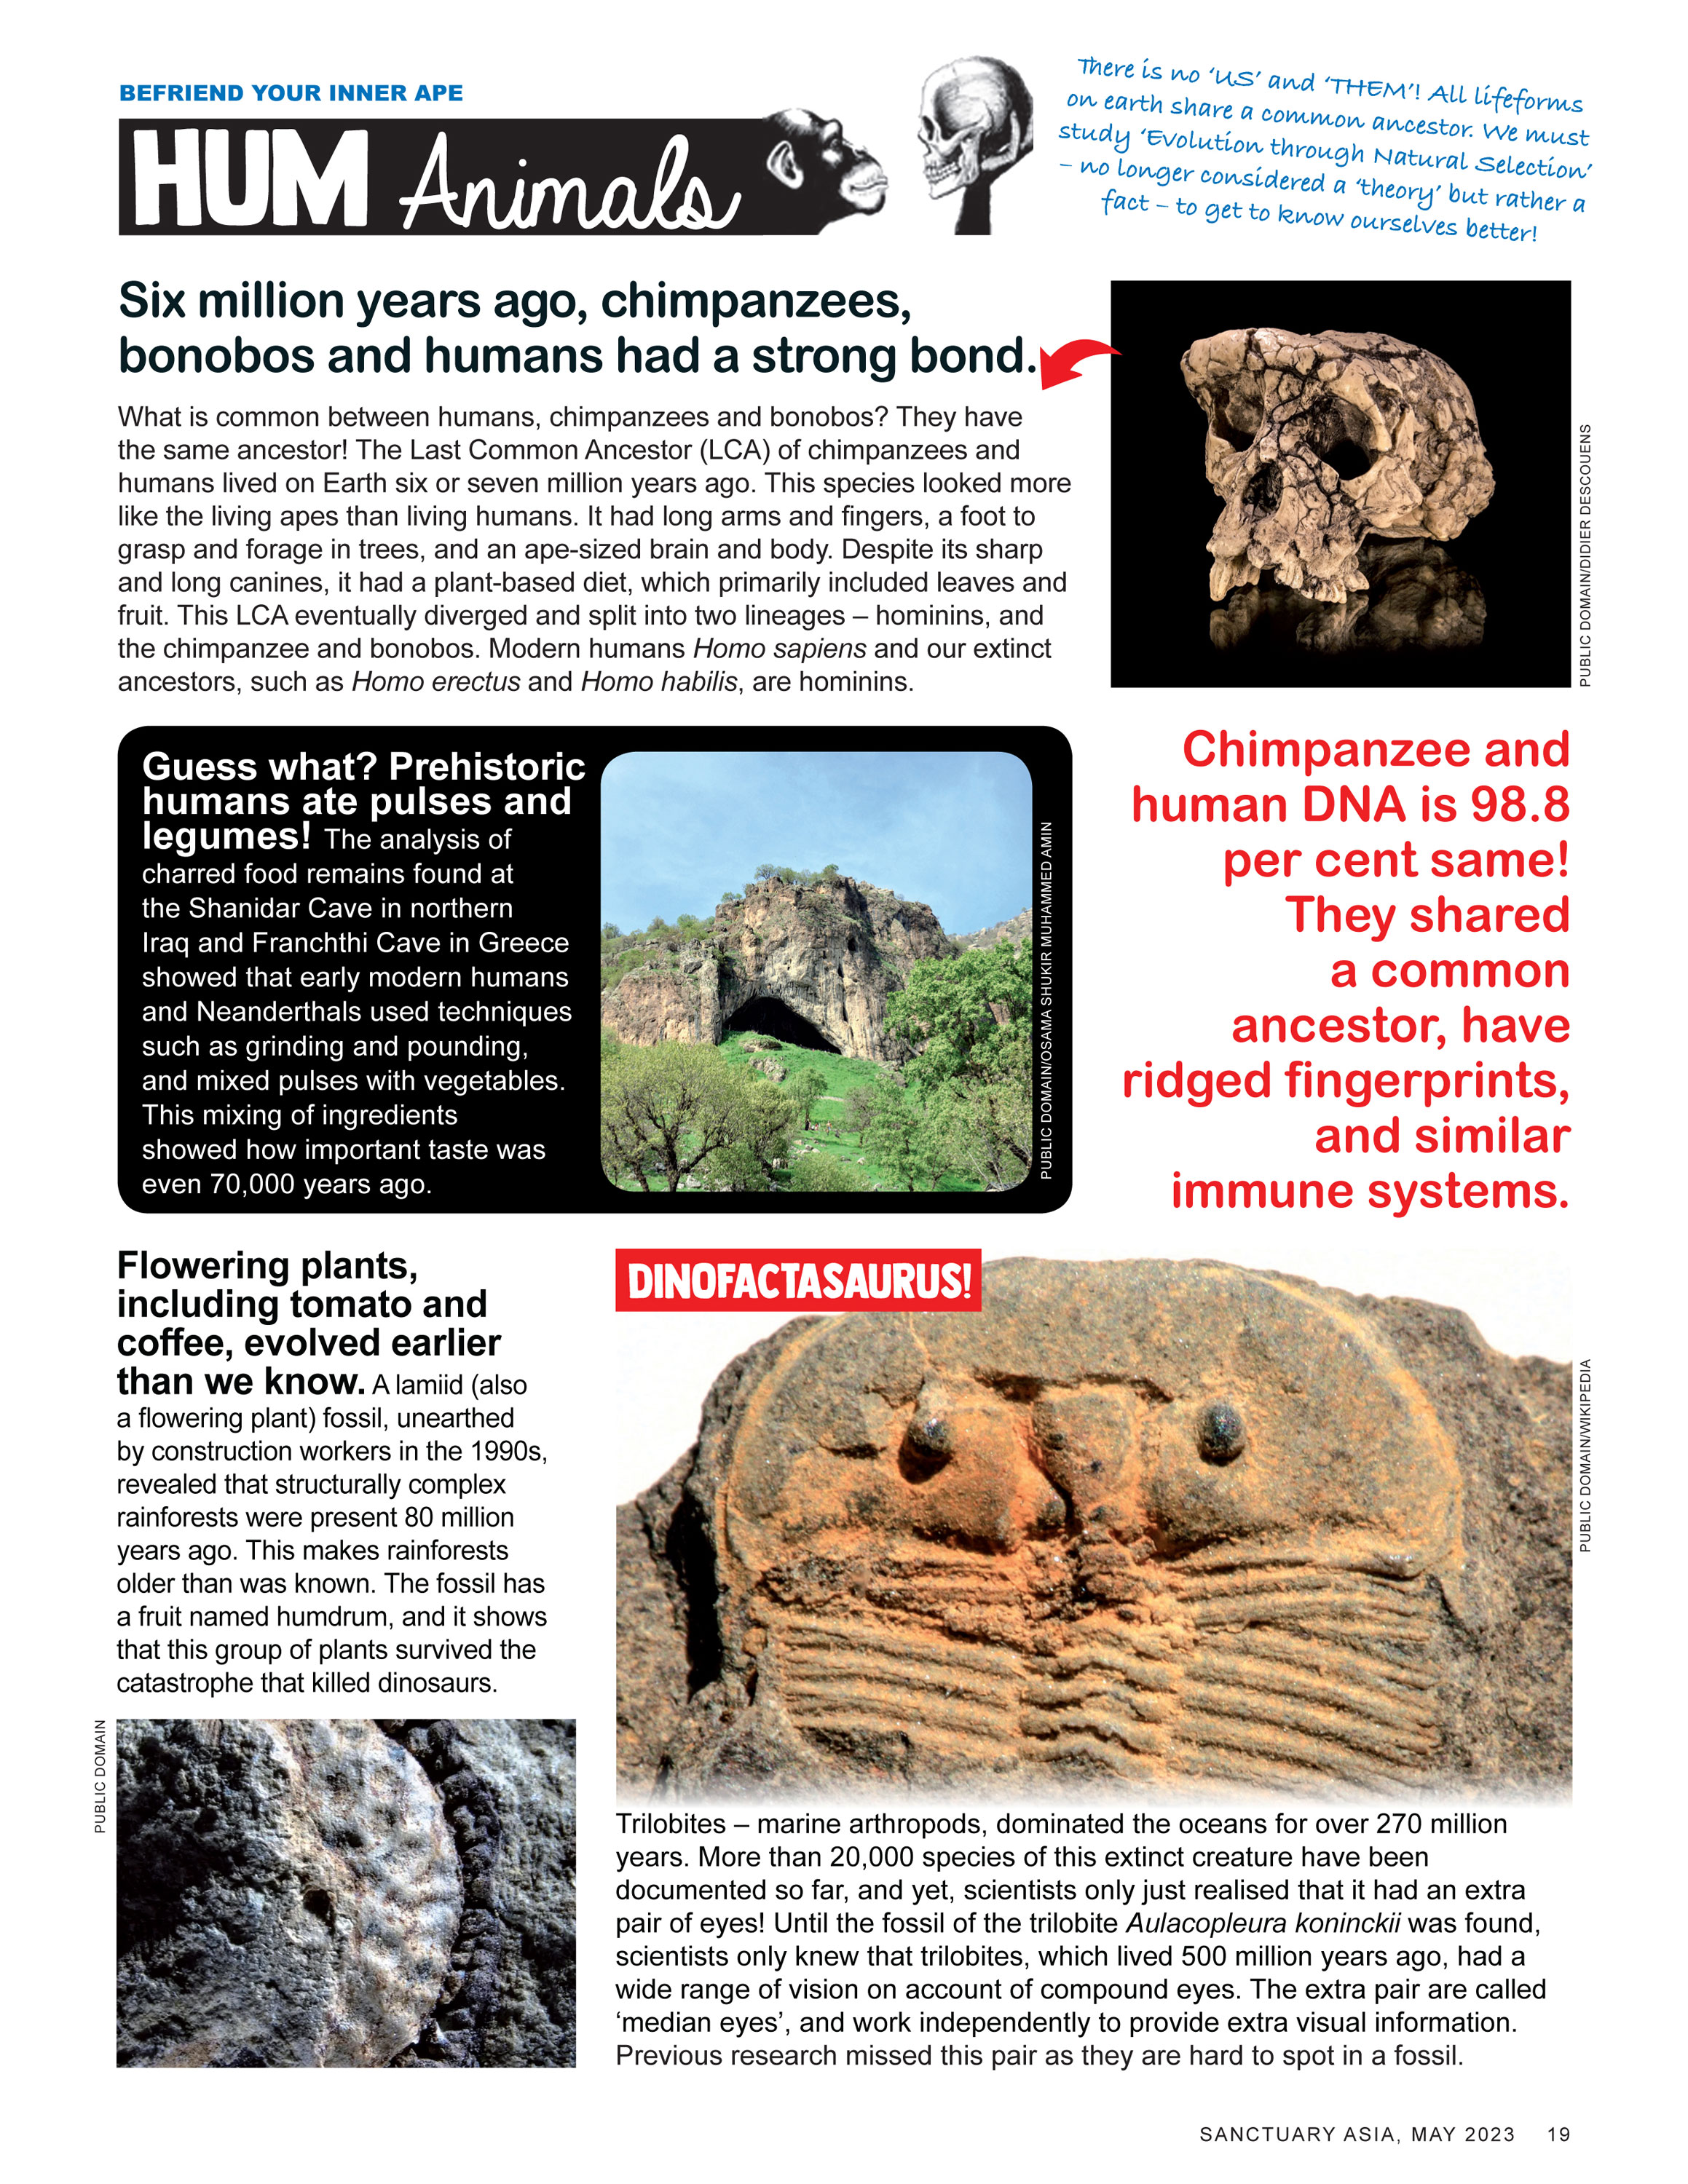 BEFRIEND YOUR INNER APE
HUM Animals
There is no ‘US’ and ‘THEM’! All lifeforms
on earth share a common ancestor. We must
study ‘Evolution through Natural Selection’
– no longer considered a ‘theory’ but rather a
fact – to get to know ourselves better!
Six million years ago, chimpanzees,
bonobos and humans had a strong bond.
What is common between humans, chimpanzees and bonobos? They have
the same ancestor! The Last Common Ancestor (LCA) of chimpanzees and
humans lived on Earth six or seven million years ago. This species looked more
like the living apes than living humans. It had long arms and fingers, a foot to
grasp and forage in trees, and an ape-sized brain and body. Despite its sharp
and long canines, it had a plant-based diet, which primarily included leaves and
fruit. This LCA eventually diverged and split into two lineages – hominins, and
the chimpanzee and bonobos. Modern humans Homo sapiens and our extinct
ancestors, such as Homo erectus and Homo habilis, are hominins.
PUBLIC DOMAIN/DIDIER DESCOUENS
Guess what? Prehistoric
humans ate pulses and
legumes! The analysis of
charred food remains found at
the Shanidar Cave in northern
Iraq and Franchthi Cave in Greece
showed that early modern humans
and Neanderthals used techniques
such as grinding and pounding,
and mixed pulses with vegetables.
This mixing of ingredients
showed how important taste was
even 70,000 years ago.
PUBLIC DOMAIN/OSAMA SHUKIR MUHAMMED AMIN
Chimpanzee and
human DNA is 98.8
per cent same!
They shared
a common
ancestor, have
ridged fingerprints,
and similar
immune systems.
Flowering plants,
including tomato and
coffee, evolved earlier
than we know. A lamiid (also
a flowering plant) fossil, unearthed
by construction workers in the 1990s,
revealed that structurally complex
rainforests were present 80 million
years ago. This makes rainforests
older than was known. The fossil has
a fruit named humdrum, and it shows
that this group of plants survived the
catastrophe that killed dinosaurs.
PUBLIC DOMAIN
DINOFACTASAURUS!
PUBLIC DOMAIN/WIKIPEDIA
Trilobites – marine arthropods, dominated the oceans for over 270 million
years. More than 20,000 species of this extinct creature have been
documented so far, and yet, scientists only just realised that it had an extra
pair of eyes! Until the fossil of the trilobite Aulacopleura koninckii was found,
scientists only knew that trilobites, which lived 500 million years ago, had a
wide range of vision on account of compound eyes. The extra pair are called
‘median eyes’, and work independently to provide extra visual information.
Previous research missed this pair as they are hard to spot in a fossil.
SANCTUARY ASIA, MAY 2023 19